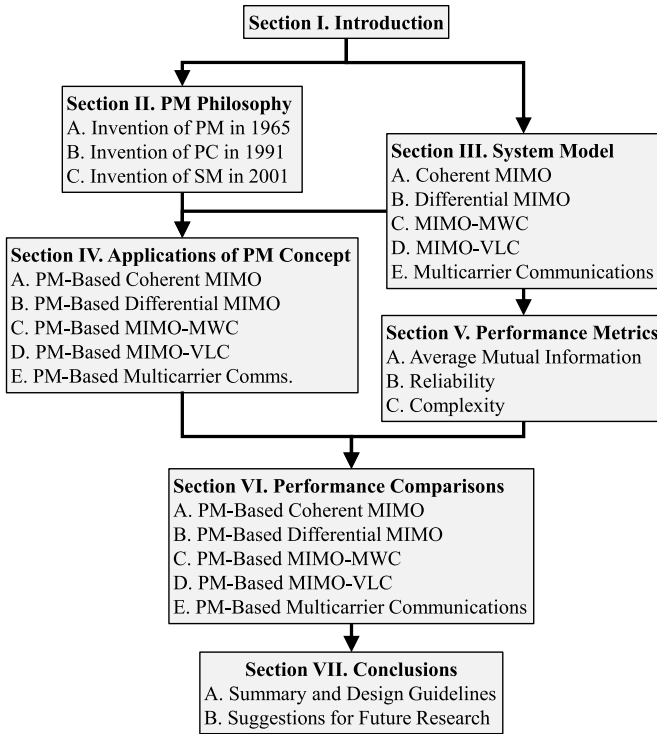 Section I. Introduction
Section II. PM Philosophy
A. Invention of PM in 1965
B. Invention of PC in 1991
C. Invention of SM in 2001
Section III. System Model
A. Coherent MIMO
B. Differential MIMO
C. MIMO-MWC
D. MIMO-VLC
E. Multicarrier Communications
Section IV. Applications of PM Concept
A. PM-Based Coherent MIMO
B. PM-Based Differential MIMO
C. PM-Based MIMO-MWC
D. PM-Based MIMO-VLC
E. PM-Based Multicarrier Comms.
Section V. Performance Metrics
A. Average Mutual Information
B. Reliability
C. Complexity
Section VI. Performance Comparisons
A. PM-Based Coherent MIMO
B. PM-Based Differential MIMO
C. PM-Based MIMO-MWC
D. PM-Based MIMO-VLC
E. PM-Based Multicarrier Communications
Section VII. Conclusions
A. Summary and Design Guidelines
B. Suggestions for Future Research